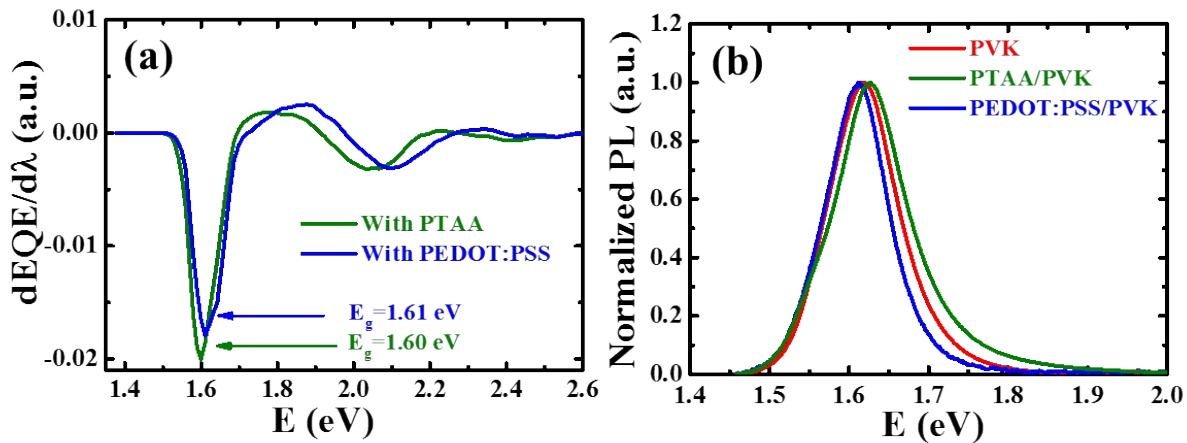 (a)
0.01
0.00
-0.01
-0.02
dEQE/dλ (a.u.)
With PTAA
With PEDOT:PSS
E_g=1.61 eV
E_g=1.60 eV
1.4 1.6 1.8 2.0 2.2 2.4 2.6
E (eV)
(b)
1.2
1.0
0.8
0.6
0.4
0.2
0.0
Normalized PL (a.u.)
PVK
PTAA/PVK
PEDOT:PSS/PVK
1.4 1.5 1.6 1.7 1.8 1.9 2.0
E (eV)